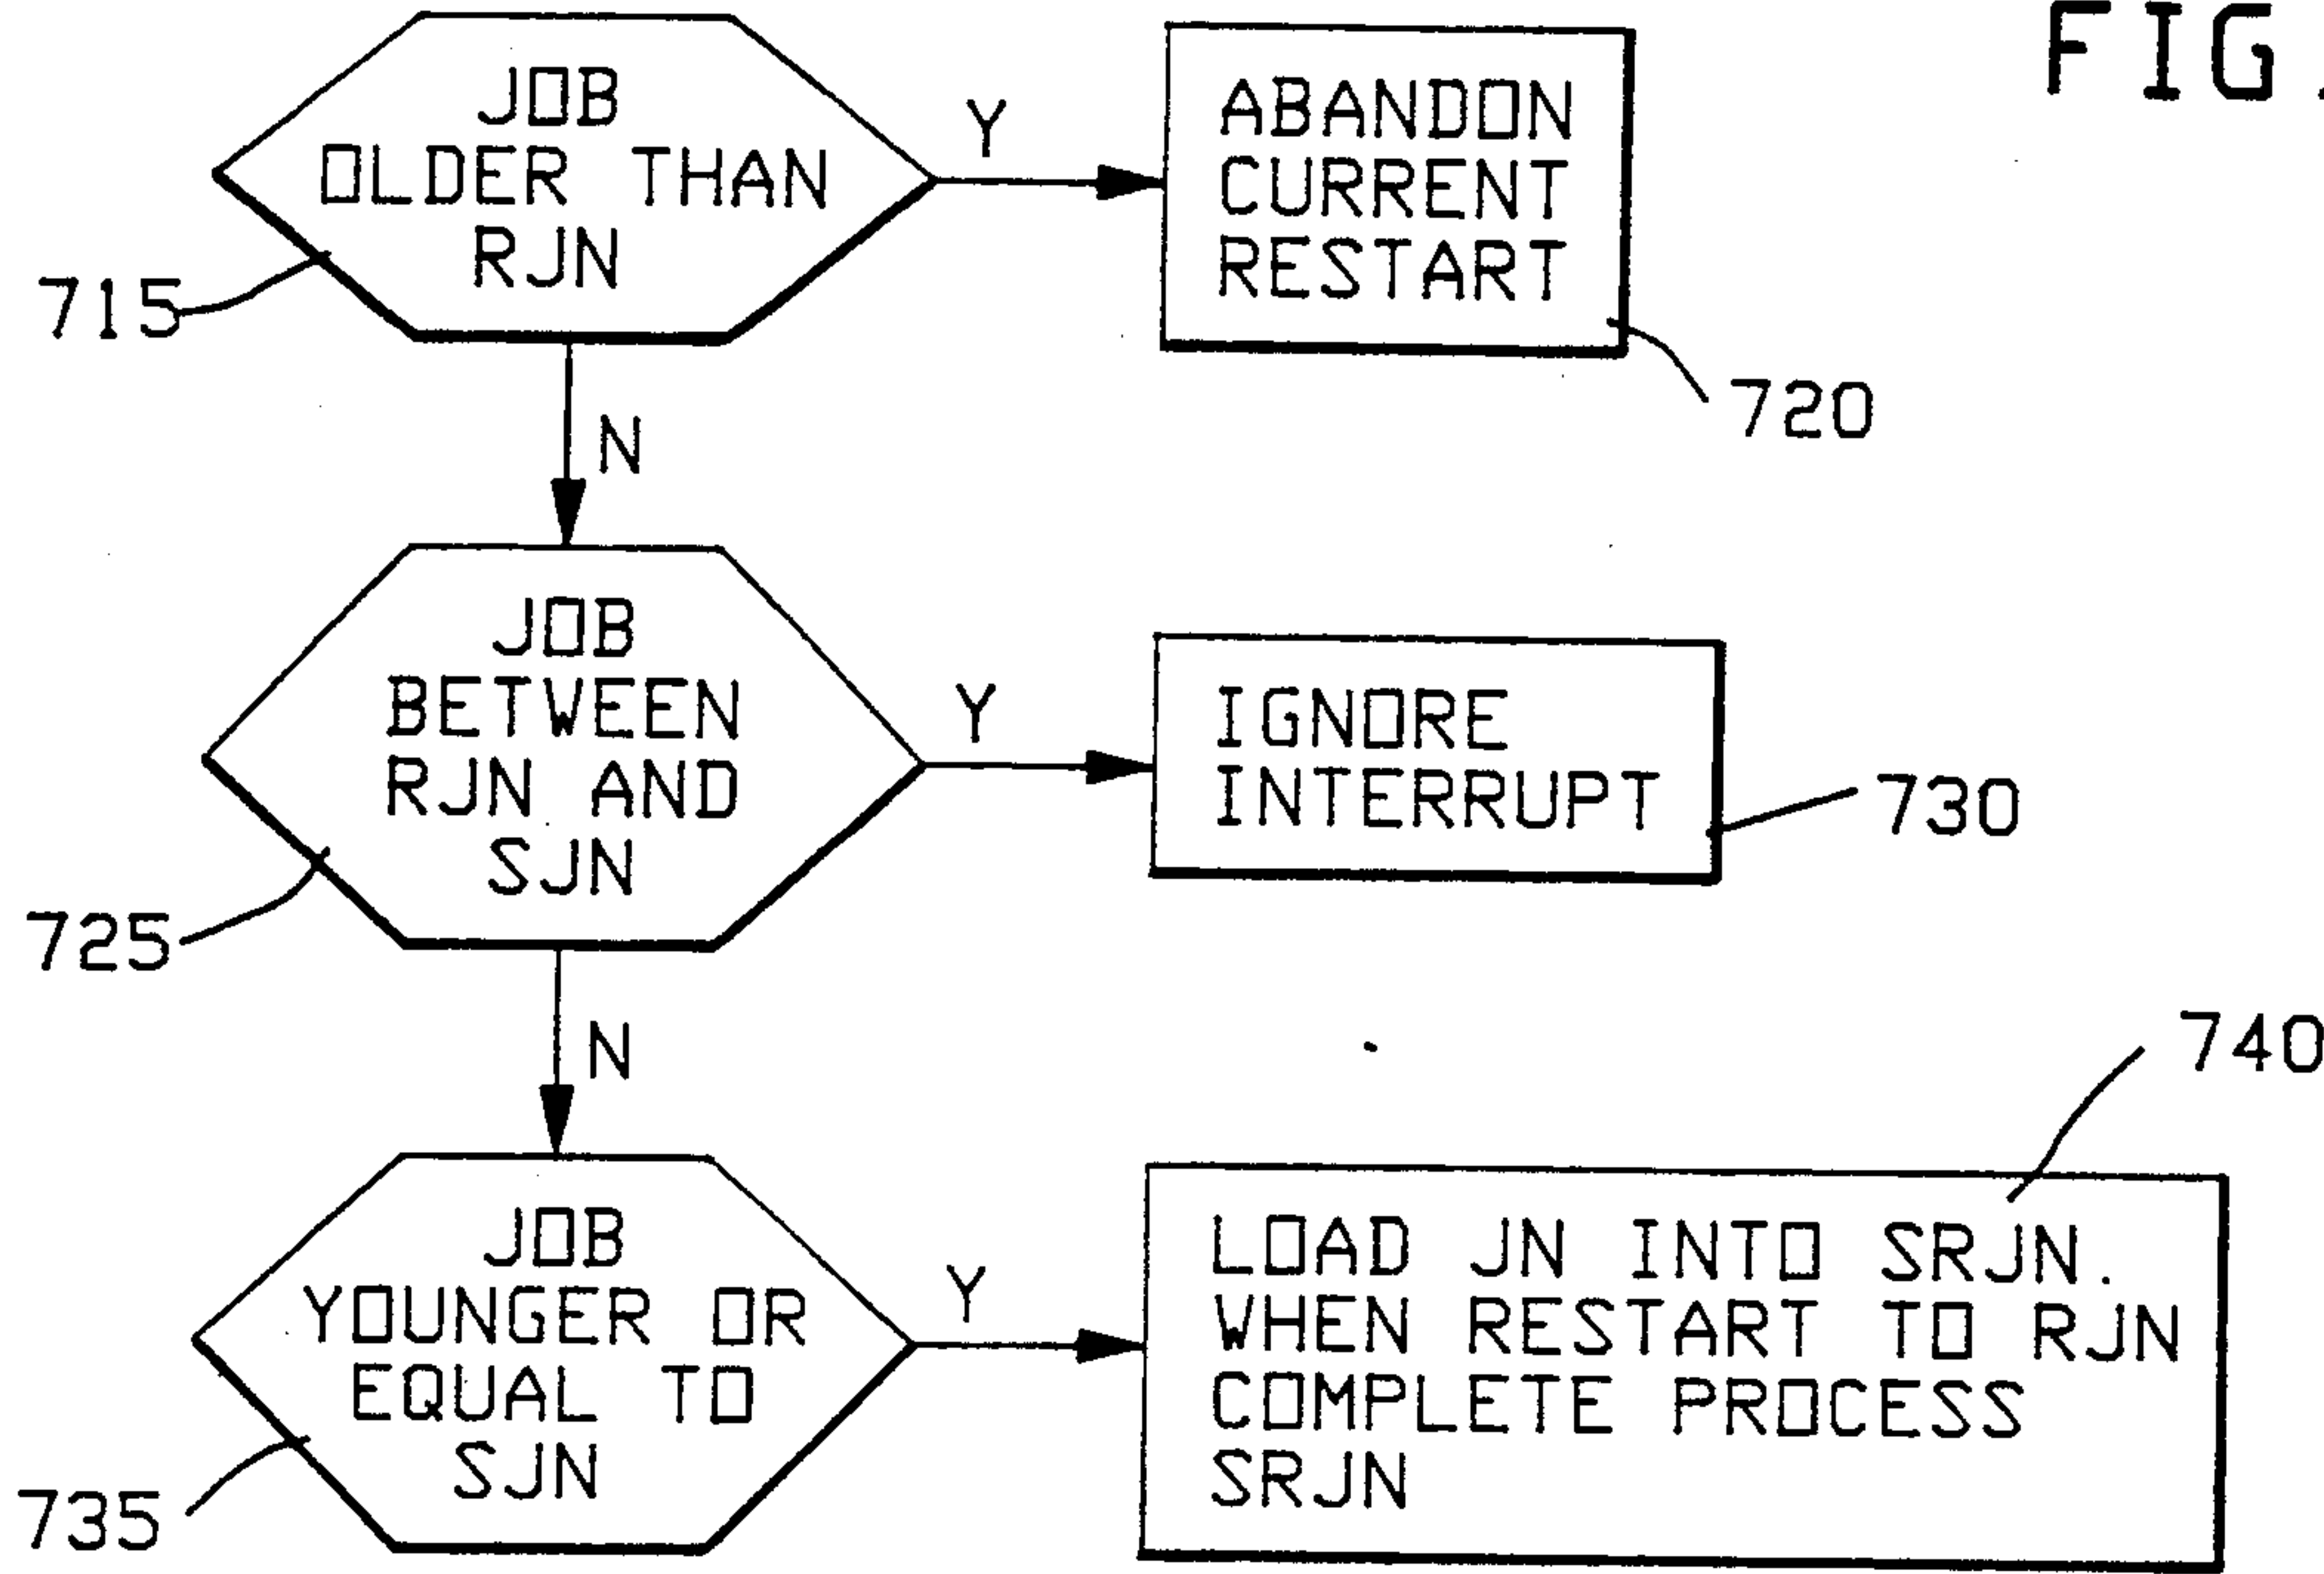 FIG.
JOB
OLDER THAN
RJN
Y
ABANDON
CURRENT
RESTART
715
720
N
JOB
BETWEEN
RJN AND
SJN
Y
IGNORE
INTERRUPT
730
725
N
740
JOB
YOUNGER OR
EQUAL TO
SJN
Y
LOAD JN INTO SRJN.
WHEN RESTART TO RJN
COMPLETE PROCESS
SRJN
735